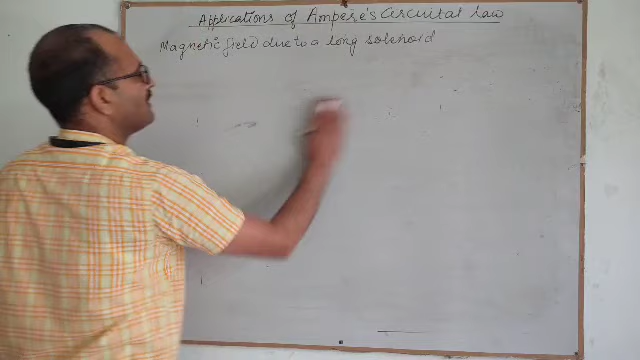 Applications of Ampere's Circuital Law
Magnetic field due to a long solenoid